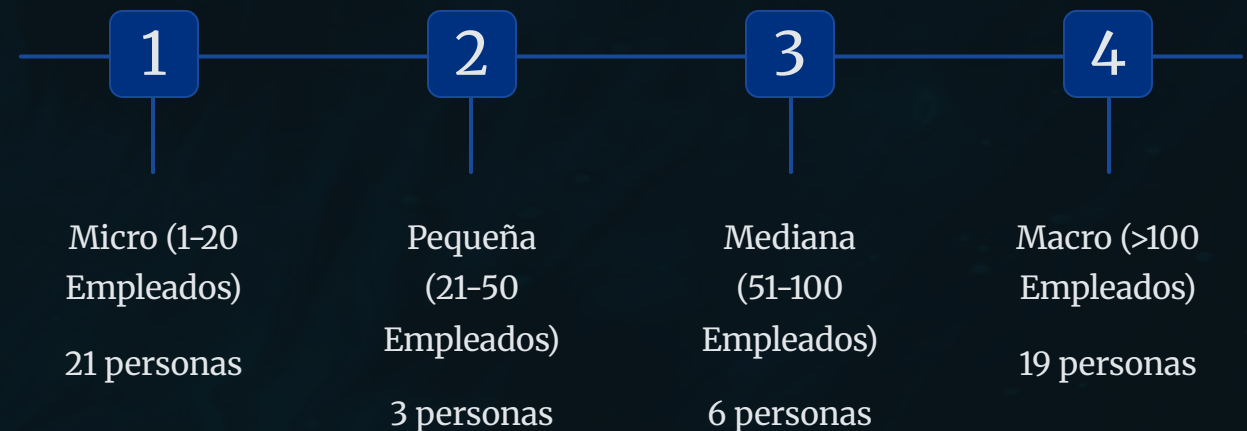 1
Micro (1-20
Empleados)
21 personas
2
Pequeña
(21-50
Empleados)
3 personas
3
Mediana
(51-100
Empleados)
6 personas
4
Macro (>100
Empleados)
19 personas